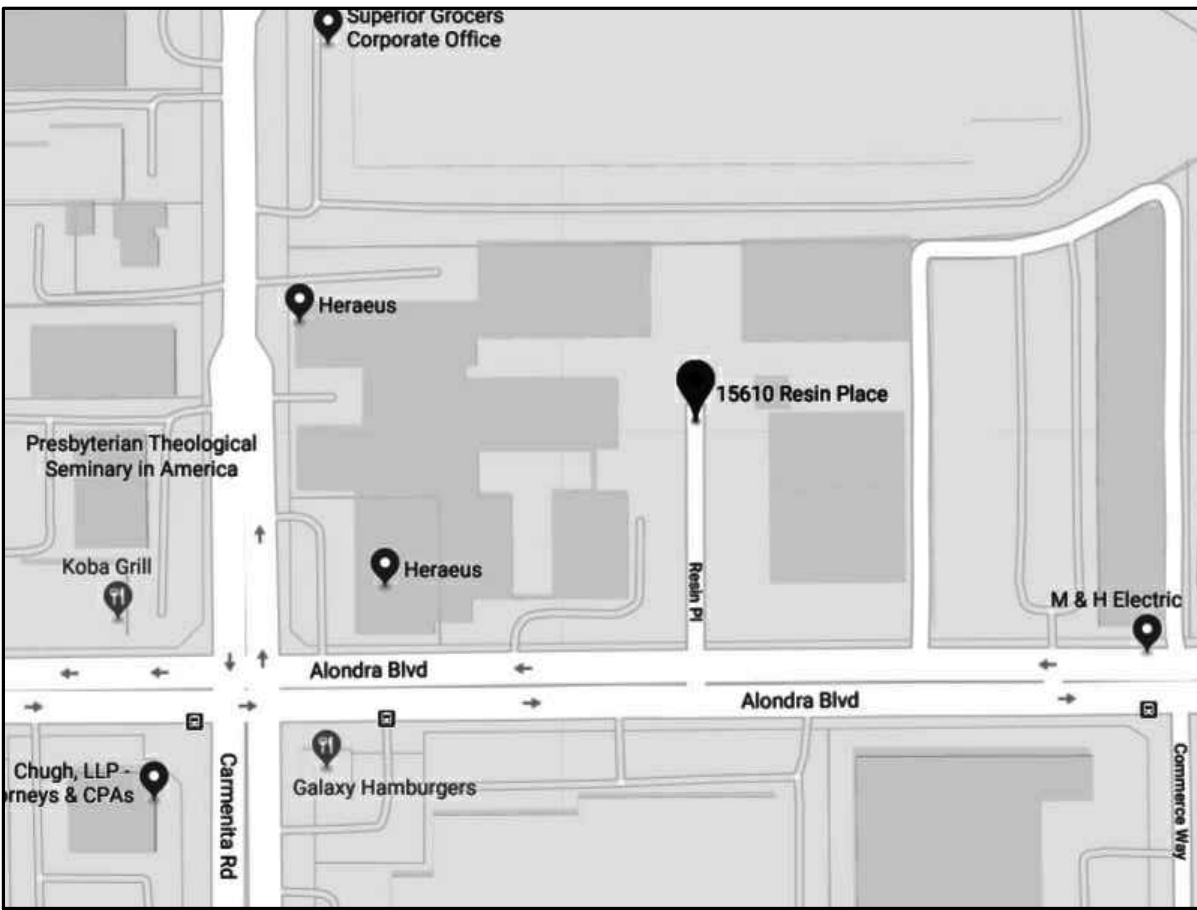 Superior Grocers
Corporate Office
Heraeus
15610 Resin Place
Presbyterian Theological
Seminary in America
Koba Grill
Heraeus
Resin Pl
M & H Electric
Alondra Blvd
Alondra Blvd
Chugh, LLP -
orneys & CPAs
Carmenita Rd
Galaxy Hamburgers
Commerce Way